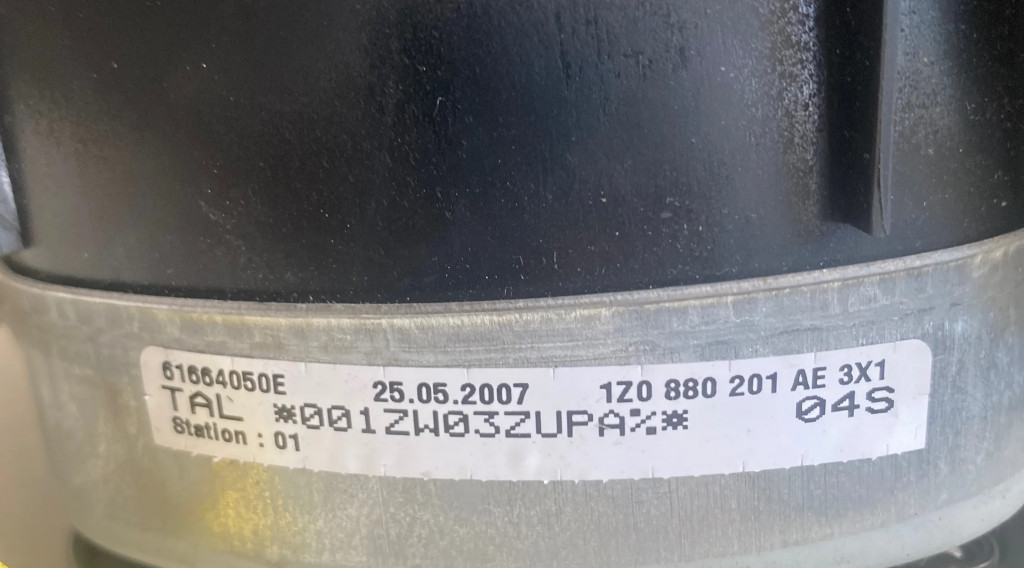 61664050E 25.05.2007 1Z0 880 201 AE 3X1
TAL *001ZW03ZUPA%* 04S
Station : 01